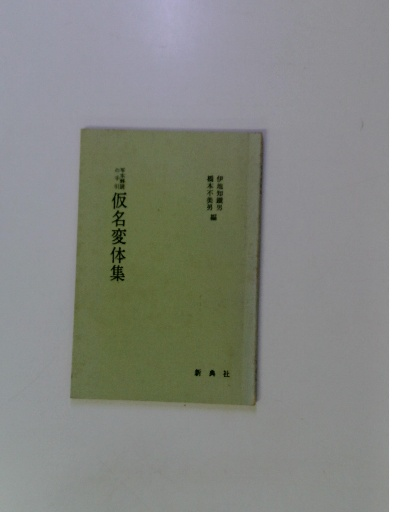 伊地知鐵男
橋本不美男 編
仮名変体集
新典社